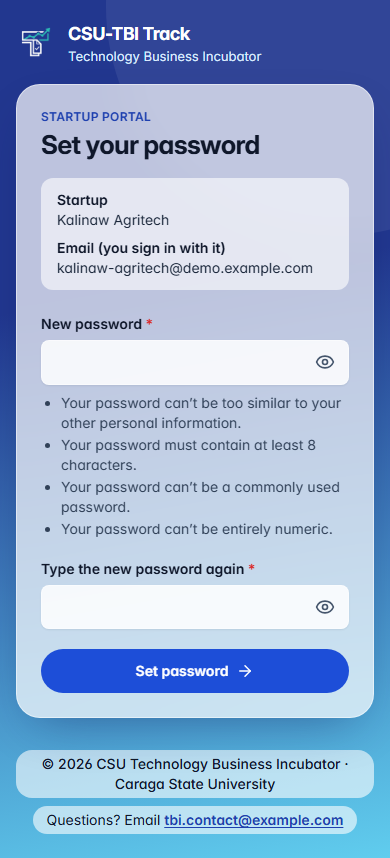 CSU-TBI Track
Technology Business Incubator
STARTUP PORTAL
Set your password
Startup
Kalinaw Agritech
Email (you sign in with it)
kalinaw-agritech@demo.example.com
New password *
• Your password can’t be too similar to your
other personal information.
• Your password must contain at least 8
characters.
• Your password can’t be a commonly used
password.
• Your password can’t be entirely numeric.
Type the new password again *
Set password →
© 2026 CSU Technology Business Incubator ·
Caraga State University
Questions? Email tbi.contact@example.com